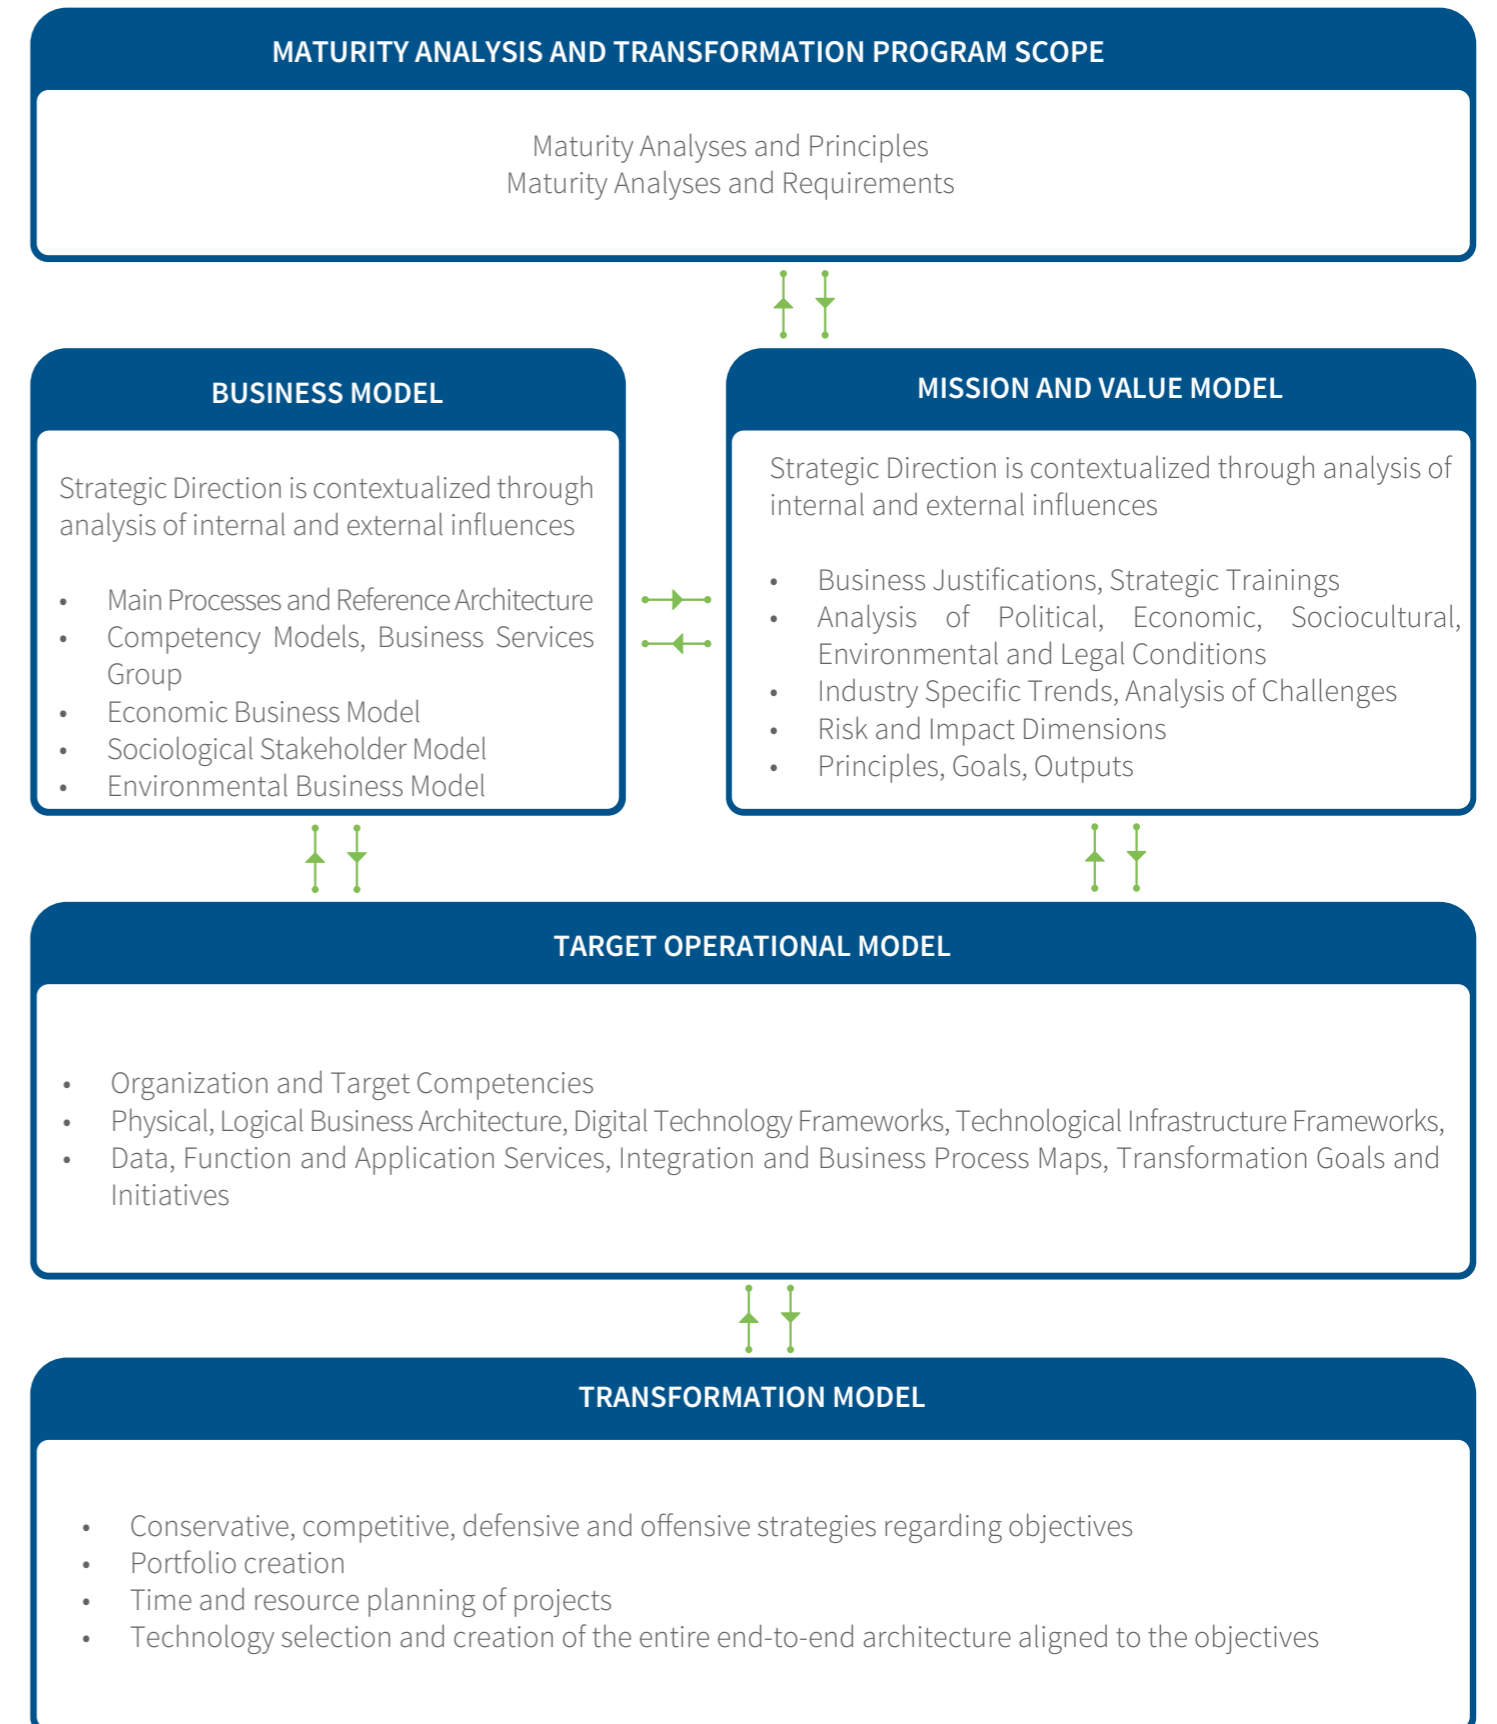 MATURITY ANALYSIS AND TRANSFORMATION PROGRAM SCOPE
Maturity Analyses and Principles
Maturity Analyses and Requirements
BUSINESS MODEL
Strategic Direction is contextualized through
analysis of internal and external influences
• Main Processes and Reference Architecture
• Competency Models, Business Services
Group
• Economic Business Model
• Sociological Stakeholder Model
• Environmental Business Model
MISSION AND VALUE MODEL
Strategic Direction is contextualized through analysis of
internal and external influences
• Business Justifications, Strategic Trainings
• Analysis of Political, Economic, Sociocultural,
Environmental and Legal Conditions
• Industry Specific Trends, Analysis of Challenges
• Risk and Impact Dimensions
• Principles, Goals, Outputs
TARGET OPERATIONAL MODEL
• Organization and Target Competencies
• Physical, Logical Business Architecture, Digital Technology Frameworks, Technological Infrastructure Frameworks,
• Data, Function and Application Services, Integration and Business Process Maps, Transformation Goals and
Initiatives
TRANSFORMATION MODEL
• Conservative, competitive, defensive and offensive strategies regarding objectives
• Portfolio creation
• Time and resource planning of projects
• Technology selection and creation of the entire end-to-end architecture aligned to the objectives